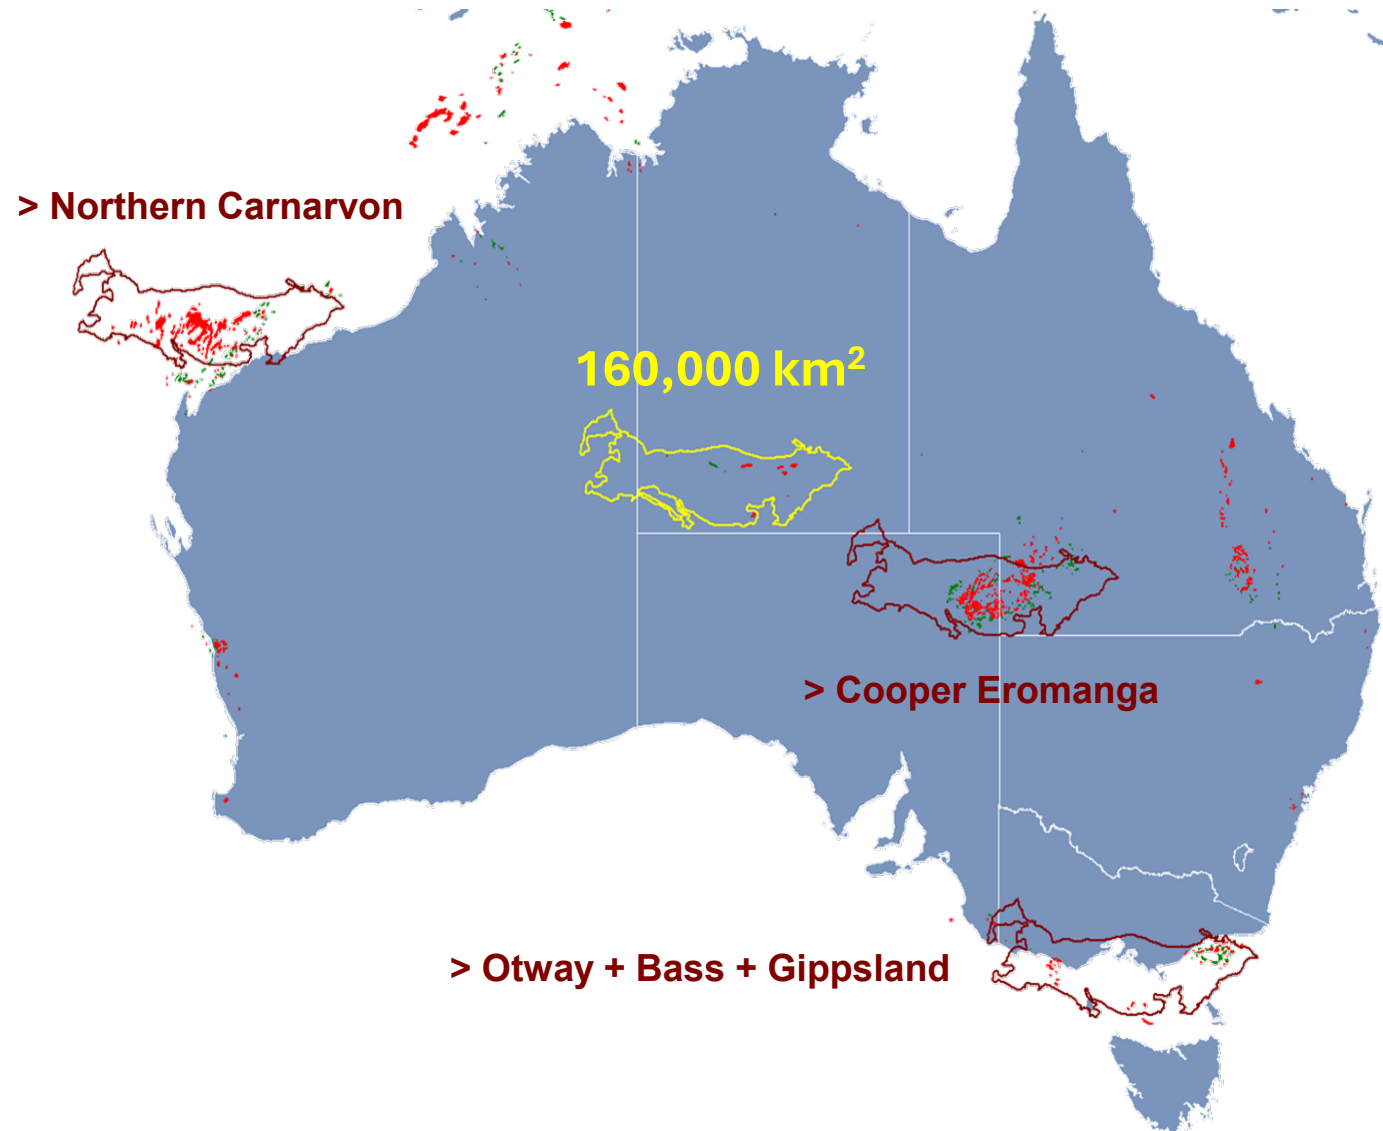 > Northern Carnarvon
160,000 km²
> Cooper Eromanga
> Otway + Bass + Gippsland